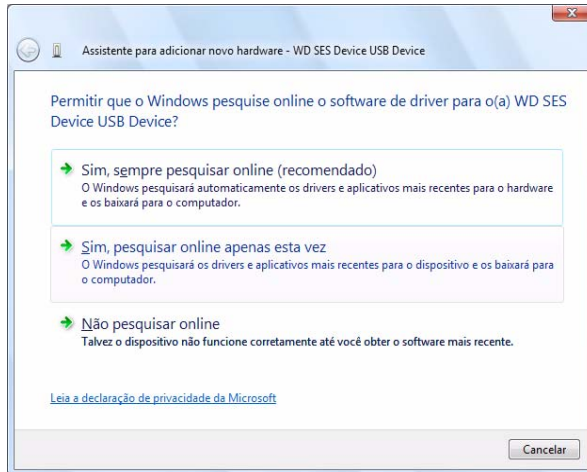 Assistente para adicionar novo hardware - WD SES Device USB Device
Permitir que o Windows pesquise online o software de driver para o(a) WD SES
Device USB Device?
Sim, sempre pesquisar online (recomendado)
O Windows pesquisará automaticamente os drivers e aplicativos mais recentes para o hardware
e os baixará para o computador.
Sim, pesquisar online apenas esta vez
O Windows pesquisará os drivers e aplicativos mais recentes para o dispositivo e os baixará para
o computador.
Não pesquisar online
Talvez o dispositivo não funcione corretamente até você obter o software mais recente.
Leia a declaração de privacidade da Microsoft
Cancelar